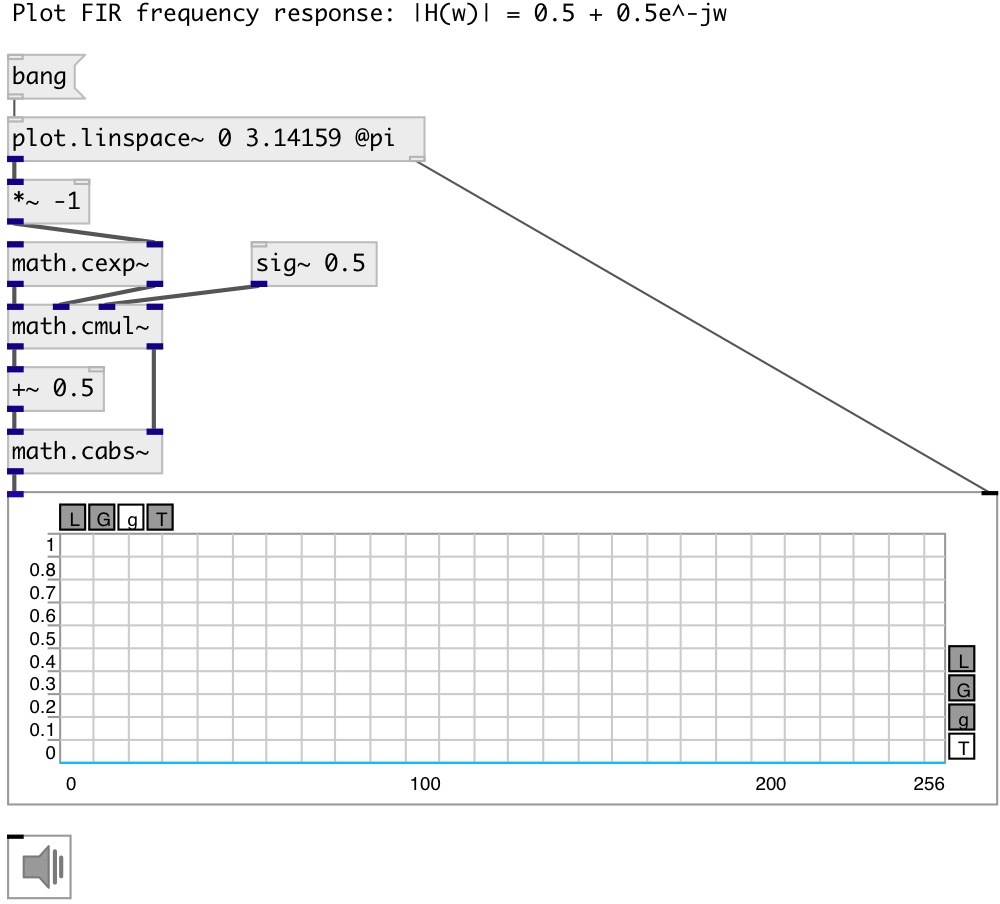 Plot FIR frequency response: |H(w)| = 0.5 + 0.5e^-jw
bang
plot.linspace~ 0 3.14159 @pi
*~ -1
math.cexp~
sig~ 0.5
math.cmul~
+~ 0.5
math.cabs~
L G g T
1
0.8
0.7
0.6
0.5
0.4
0.3
0.2
0.1
0
L
G
g
T
0 100 200 256